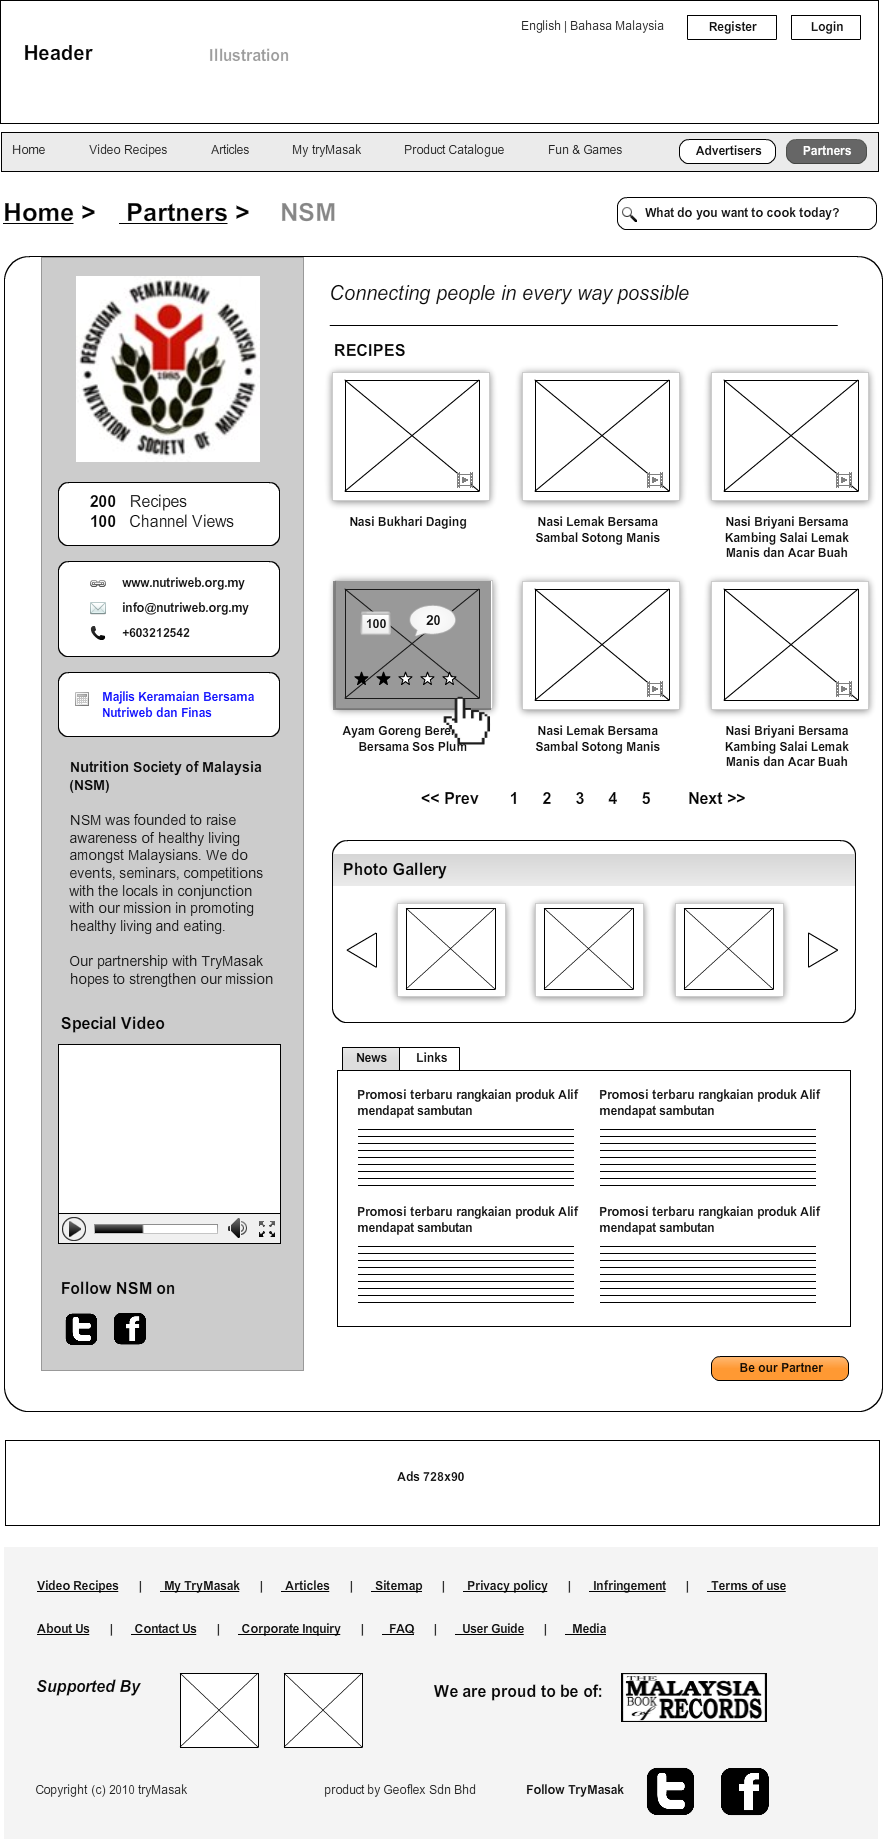 English | Bahasa Malaysia
Register
Login
Header
Illustration
Home
Video Recipes
Articles
My tryMasak
Product Catalogue
Fun & Games
Advertisers
Partners
Home > Partners > NSM
What do you want to cook today?
PERSATUAN PEMAKANAN MALAYSIA
1985
NUTRITION SOCIETY OF MALAYSIA
200 Recipes
100 Channel Views
www.nutriweb.org.my
info@nutriweb.org.my
+603212542
Majlis Keramaian Bersama
Nutriweb dan Finas
Nutrition Society of Malaysia
(NSM)
NSM was founded to raise
awareness of healthy living
amongst Malaysians. We do
events, seminars, competitions
with the locals in conjunction
with our mission in promoting
healthy living and eating.
Our partnership with TryMasak
hopes to strengthen our mission
Special Video
Follow NSM on
Connecting people in every way possible
RECIPES
Nasi Bukhari Daging
Nasi Lemak Bersama
Sambal Sotong Manis
Nasi Briyani Bersama
Kambing Salai Lemak
Manis dan Acar Buah
100
20
Ayam Goreng
Bersama Sos Plum
Nasi Lemak Bersama
Sambal Sotong Manis
Nasi Briyani Bersama
Kambing Salai Lemak
Manis dan Acar Buah
<< Prev 1 2 3 4 5 Next >>
Photo Gallery
News
Links
Promosi terbaru rangkaian produk Alif
mendapat sambutan
Promosi terbaru rangkaian produk Alif
mendapat sambutan
Promosi terbaru rangkaian produk Alif
mendapat sambutan
Promosi terbaru rangkaian produk Alif
mendapat sambutan
Be our Partner
Ads 728x90
Video Recipes | My TryMasak | Articles | Sitemap | Privacy policy | Infringement | Terms of use
About Us | Contact Us | Corporate Inquiry | FAQ | User Guide | Media
Supported By
We are proud to be of:
THE
MALAYSIA
BOOK of RECORDS
Copyright (c) 2010 tryMasak
product by Geoflex Sdn Bhd
Follow TryMasak